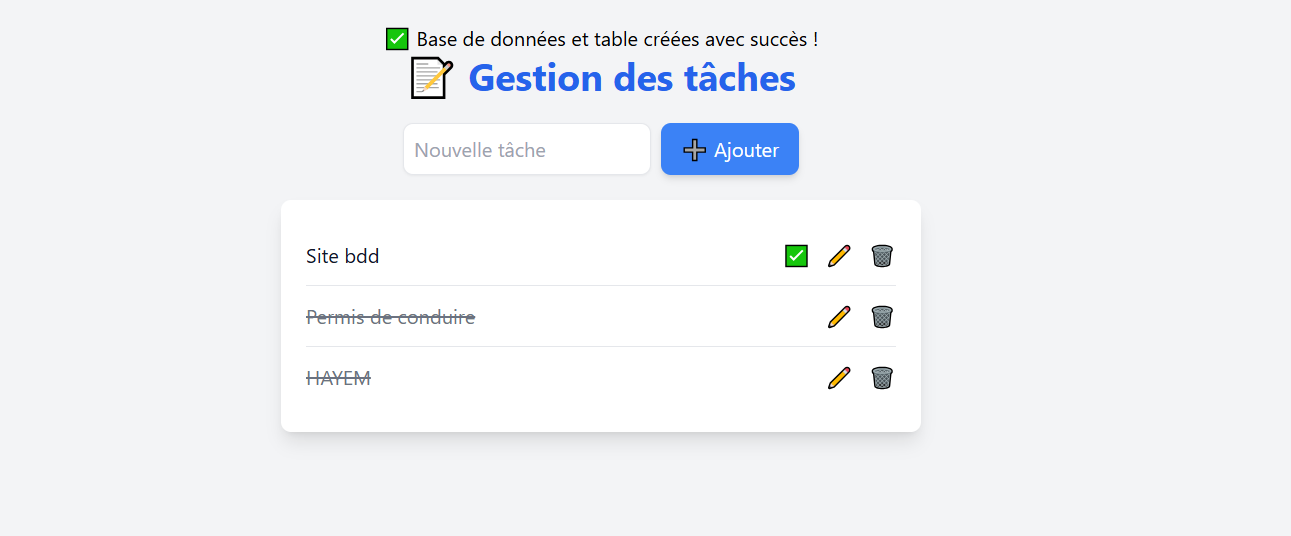 ✅ Base de données et table créées avec succès !
📝 Gestion des tâches
Nouvelle tâche
➕ Ajouter
Site bdd
Permis de conduire
HAYEM